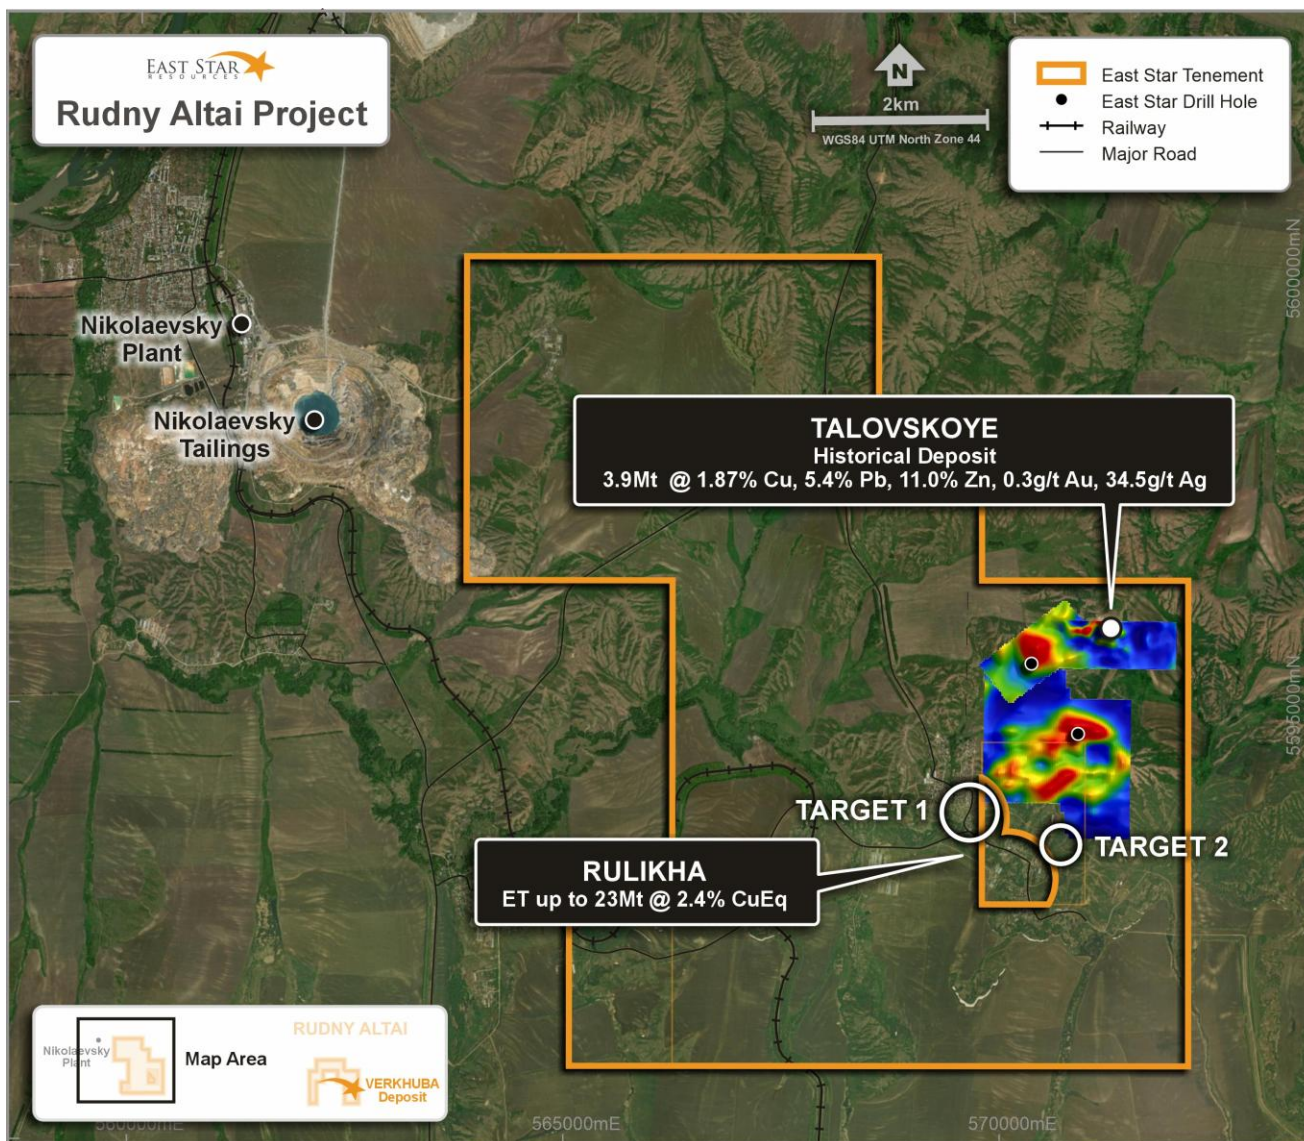 EAST STAR
RESOURCES
Rudny Altai Project
N
2km
WGS84 UTM North Zone 44
East Star Tenement
East Star Drill Hole
Railway
Major Road
5600000mN
Nikolaevsky
Plant
Nikolaevsky
Tailings
TALOVSKOYE
Historical Deposit
3.9Mt @ 1.87% Cu, 5.4% Pb, 11.0% Zn, 0.3g/t Au, 34.5g/t Ag
5595000mN
TARGET 1
TARGET 2
RULIKHA
ET up to 23Mt @ 2.4% CuEq
Nikolaevsky
Plant
Map Area
RUDNY ALTAI
VERKHUBA
Deposit
560000mE
565000mE
570000mE